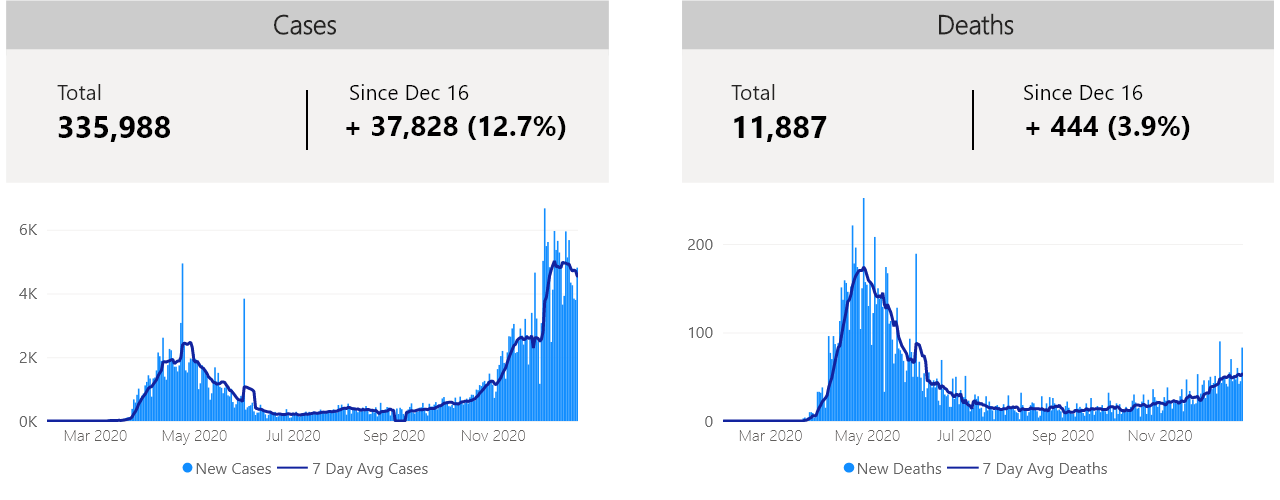 Cases
Total
335,988
Since Dec 16
+ 37,828 (12.7%)
6K
4K
2K
0K
Mar 2020 May 2020 Jul 2020 Sep 2020 Nov 2020
New Cases 7 Day Avg Cases
Deaths
Total
11,887
Since Dec 16
+ 444 (3.9%)
200
100
0
Mar 2020 May 2020 Jul 2020 Sep 2020 Nov 2020
New Deaths 7 Day Avg Deaths